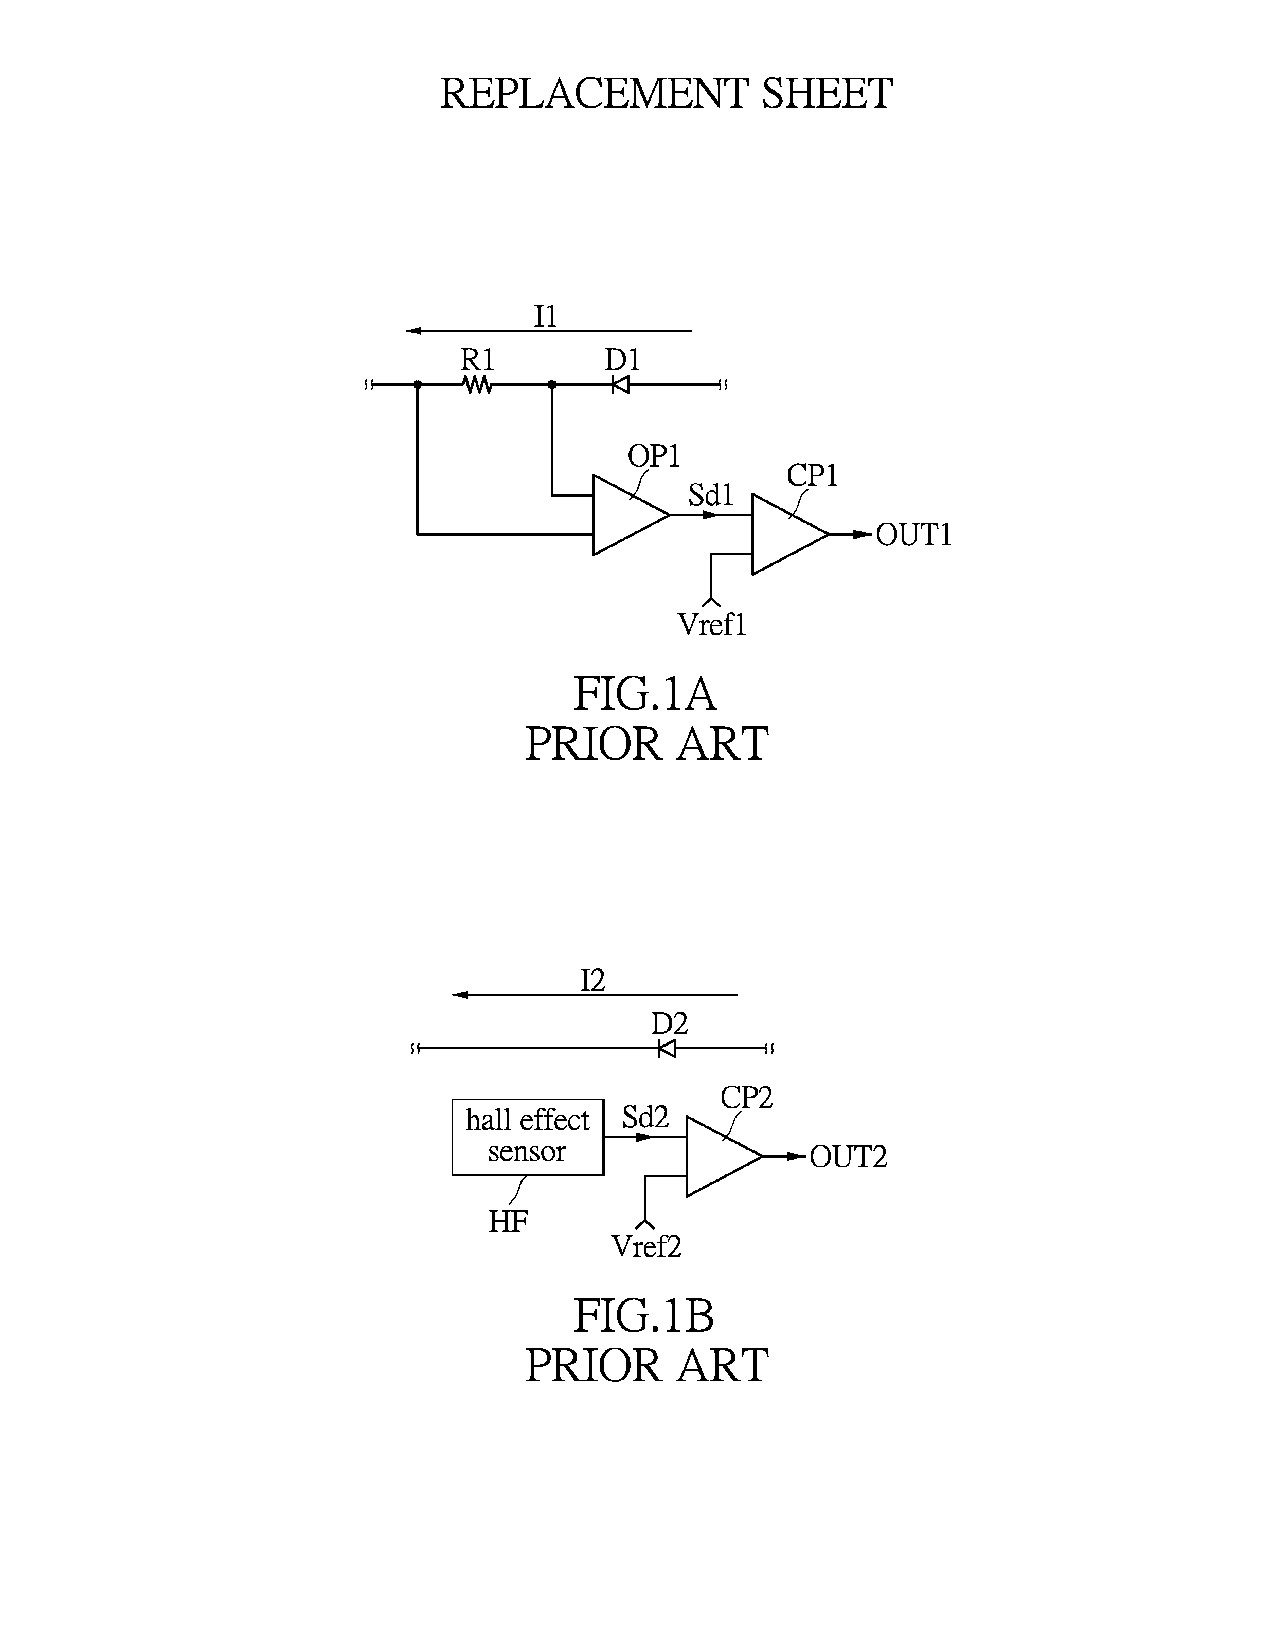 REPLACEMENT SHEET
I1
R1
D1
OP1
Sd1
CP1
OUT1
Vref1
FIG.1A
PRIOR ART
I2
D2
CP2
hall effect
sensor
Sd2
OUT2
HF
Vref2
FIG.1B
PRIOR ART